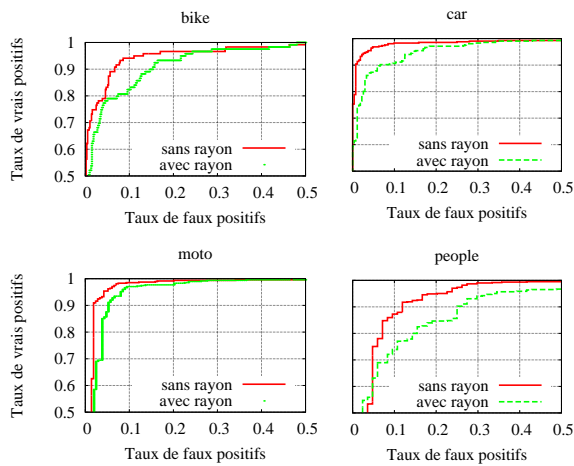 bike
car
Taux de vrais positifs
1
0.9
0.8
0.7
0.6
0.5
sans rayon
avec rayon
0 0.1 0.2 0.3 0.4 0.5
Taux de faux positifs
sans rayon
avec rayon
0 0.1 0.2 0.3 0.4 0.5
Taux de faux positifs
moto
people
Taux de vrais positifs
1
0.9
0.8
0.7
0.6
0.5
sans rayon
avec rayon
0 0.1 0.2 0.3 0.4 0.5
Taux de faux positifs
sans rayon
avec rayon
0 0.1 0.2 0.3 0.4 0.5
Taux de faux positifs